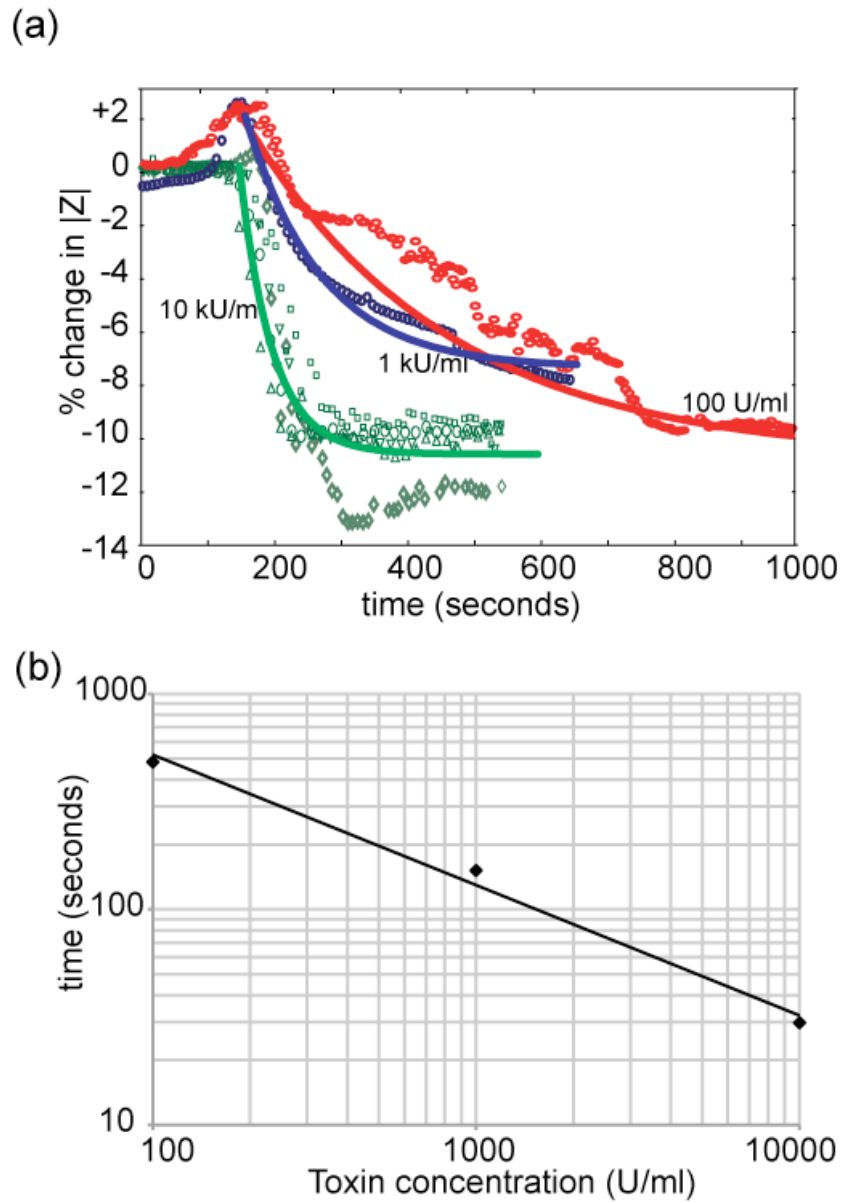 (a)
+2
0
-2
-4
-6
-8
-10
-12
-14
% change in |Z|
10 kU/m
1 kU/ml
100 U/ml
0 200 400 600 800 1000
time (seconds)
(b)
1000
100
10
time (seconds)
100 1000 10000
Toxin concentration (U/ml)